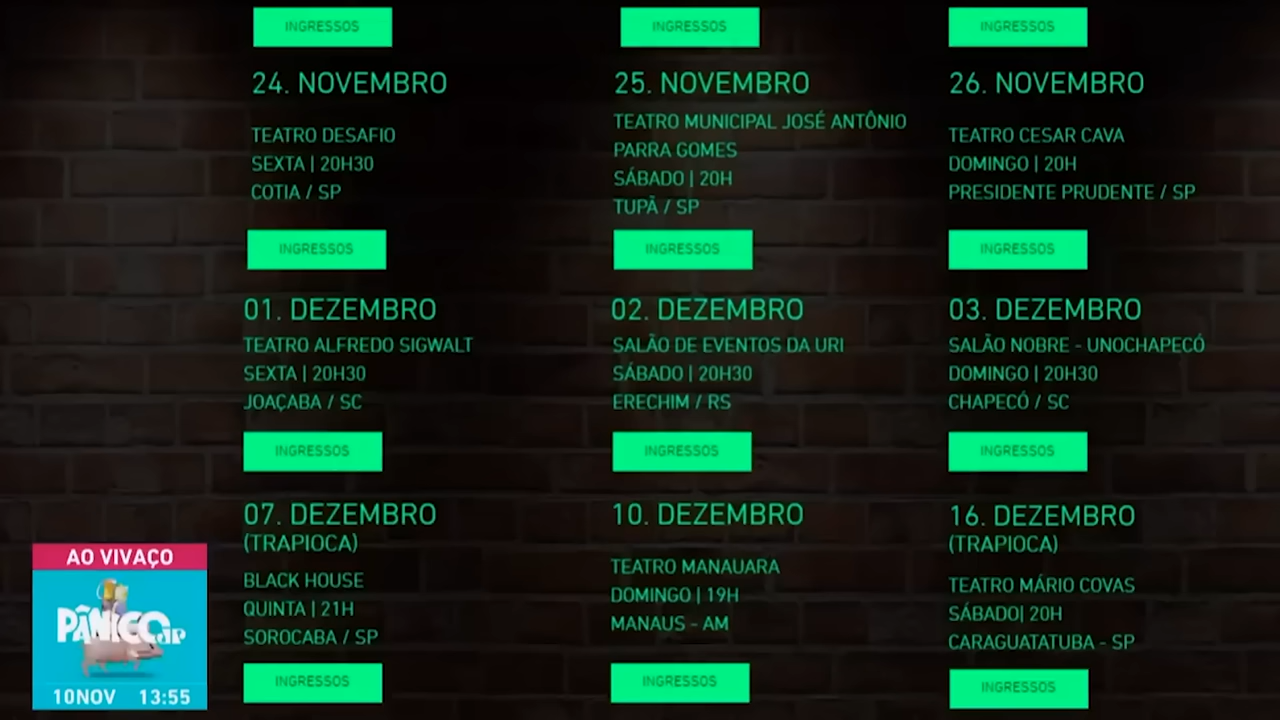 INGRESSOS
INGRESSOS
INGRESSOS
24. NOVEMBRO
TEATRO DESAFIO
SEXTA | 20H30
COTIA / SP
INGRESSOS
25. NOVEMBRO
TEATRO MUNICIPAL JOSÉ ANTÔNIO
PARRA GOMES
SÁBADO | 20H
TUPÃ / SP
INGRESSOS
26. NOVEMBRO
TEATRO CESAR CAVA
DOMINGO | 20H
PRESIDENTE PRUDENTE / SP
INGRESSOS
01. DEZEMBRO
TEATRO ALFREDO SIGWALT
SEXTA | 20H30
JOAÇABA / SC
INGRESSOS
02. DEZEMBRO
SALÃO DE EVENTOS DA URI
SÁBADO | 20H30
ERECHIM / RS
INGRESSOS
03. DEZEMBRO
SALÃO NOBRE - UNOCHAPECÓ
DOMINGO | 20H30
CHAPECÓ / SC
INGRESSOS
07. DEZEMBRO
(TRAPIOCA)
BLACK HOUSE
QUINTA | 21H
SOROCABA / SP
INGRESSOS
10. DEZEMBRO
TEATRO MANAUARA
DOMINGO | 19H
MANAUS - AM
INGRESSOS
16. DEZEMBRO
(TRAPIOCA)
TEATRO MÁRIO COVAS
SÁBADO| 20H
CARAGUATATUBA - SP
INGRESSOS
AO VIVAÇO
PÂNICO JP
10NOV 13:55